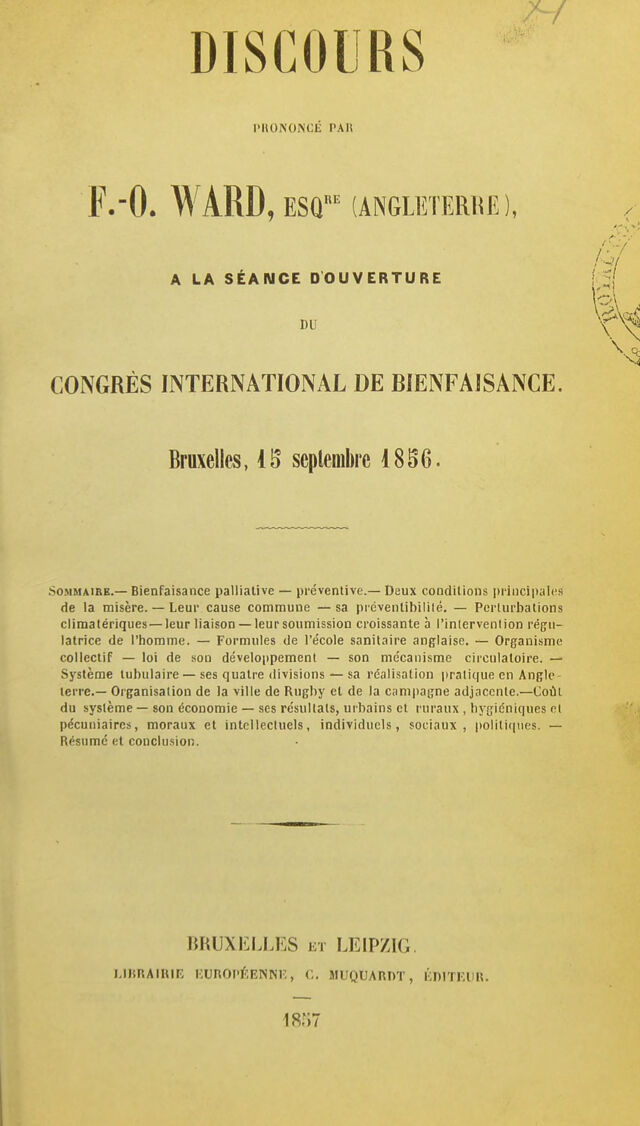 DISCOURS
PRONONCÉ PAR
F.-O. WARD, ESQRE (ANGLETERRE),
A LA SÉANCE D'OUVERTURE
DU
CONGRÈS INTERNATIONAL DE BIENFAISANCE.
Bruxelles, 15 septembre 1856.
SOMMAIRE.— Bienfaisance palliative — préventive.— Deux conditions principales
de la misère. — Leur cause commune — sa préventibilité. — Perturbations
climatériques — leur liaison — leur soumission croissante à l'intervention régu-
latrice de l'homme. — Formules de l'école sanitaire anglaise. — Organisme
collectif — loi de son développement — son mécanisme circulatoire. —
Système tubulaire — ses quatre divisions — sa réalisation pratique en Angle-
terre.— Organisation de la ville de Rugby et de la campagne adjacente.—Coût
du système — son économie — ses résultats, urbains et ruraux, hygiéniques et
pécuniaires, moraux et intellectuels, individuels, sociaux, politiques. —
Résumé et conclusion.
BRUXELLES ET LEIPZIG.
LIBRAIRIE EUROPÉENNE, C. MUQUARDT, ÉDITEUR.
1857